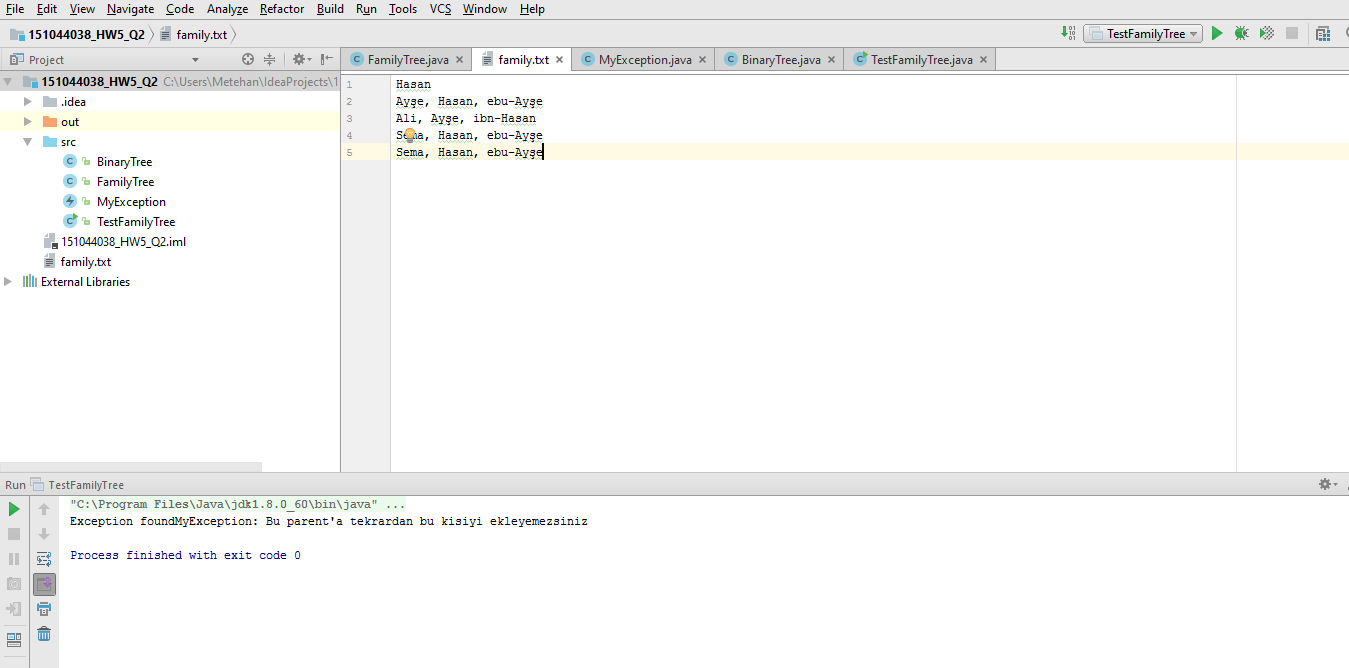 File Edit View Navigate Code Analyze Refactor Build Run Tools VCS Window Help
151044038_HW5_Q2 family.txt TestFamilyTree
Project FamilyTree.java family.txt MyException.java BinaryTree.java TestFamilyTree.java
151044038_HW5_Q2 C:\Users\Metehan\IdeaProjects\1
.idea
out
src
BinaryTree
FamilyTree
MyException
TestFamilyTree
151044038_HW5_Q2.iml
family.txt
External Libraries
1 Hasan
2 Ayşe, Hasan, ebu-Ayşe
3 Ali, Ayşe, ibn-Hasan
4 Sema, Hasan, ebu-Ayşe
5 Sema, Hasan, ebu-Ayşe
Run TestFamilyTree
"C:\Program Files\Java\jdk1.8.0_60\bin\java" ...
Exception foundMyException: Bu parent'a tekrardan bu kisiyi ekleyemezsiniz
Process finished with exit code 0